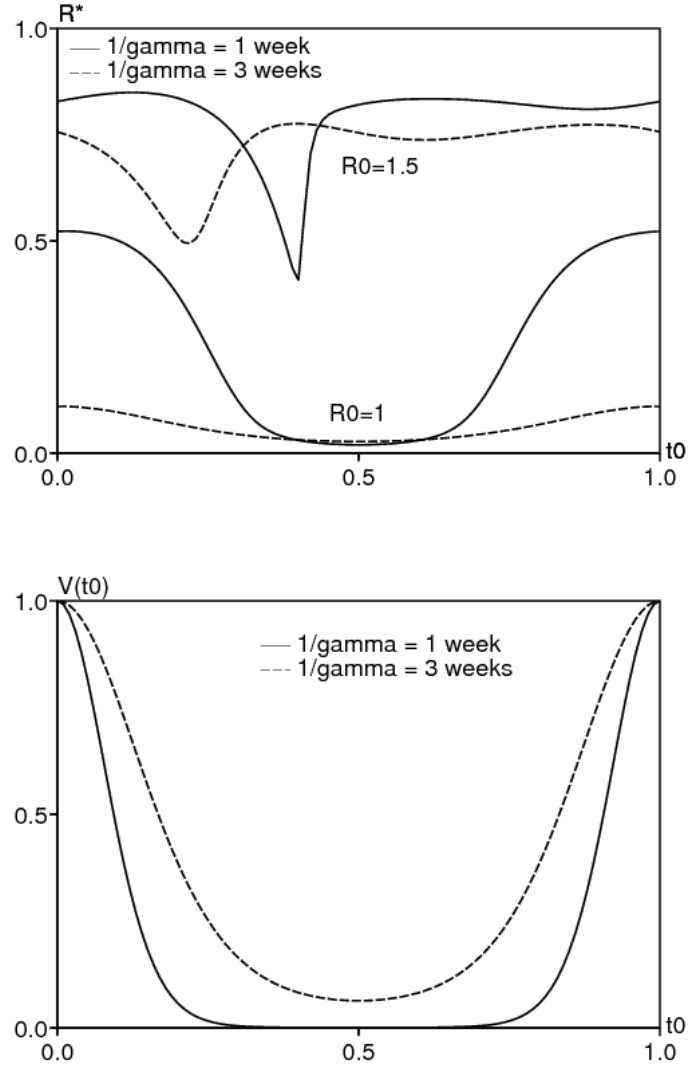 R*
1.0
1/gamma = 1 week
1/gamma = 3 weeks
R0=1.5
0.5
R0=1
0.0
t0
0.0 0.5 1.0
V(t0)
1.0
1/gamma = 1 week
1/gamma = 3 weeks
0.5
0.0
t0
0.0 0.5 1.0